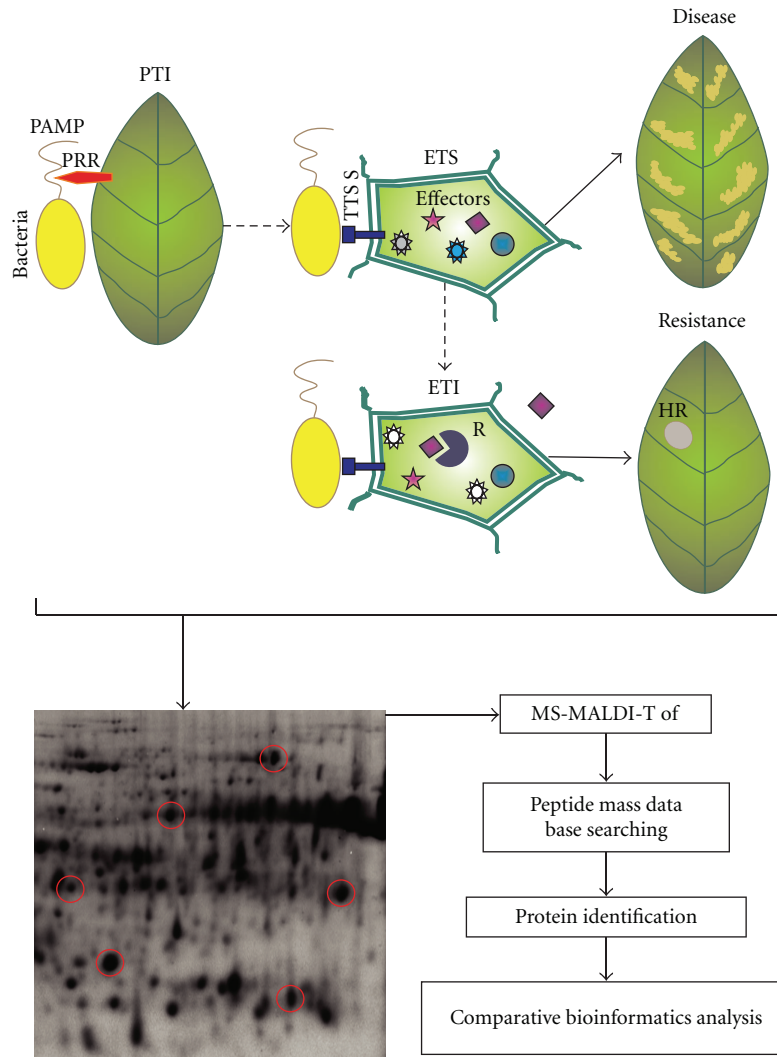 Disease
PTI
PAMP
PRR
Bacteria
TTS S
ETS
Effectors
Resistance
ETI
R
HR
MS-MALDI-T of
Peptide mass data
base searching
Protein identification
Comparative bioinformatics analysis